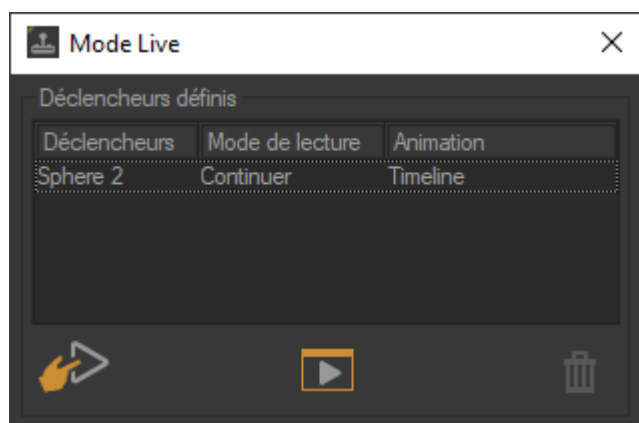 Mode Live
Déclencheurs définis
Déclencheurs Mode de lecture Animation
Sphere 2 Continuer Timeline